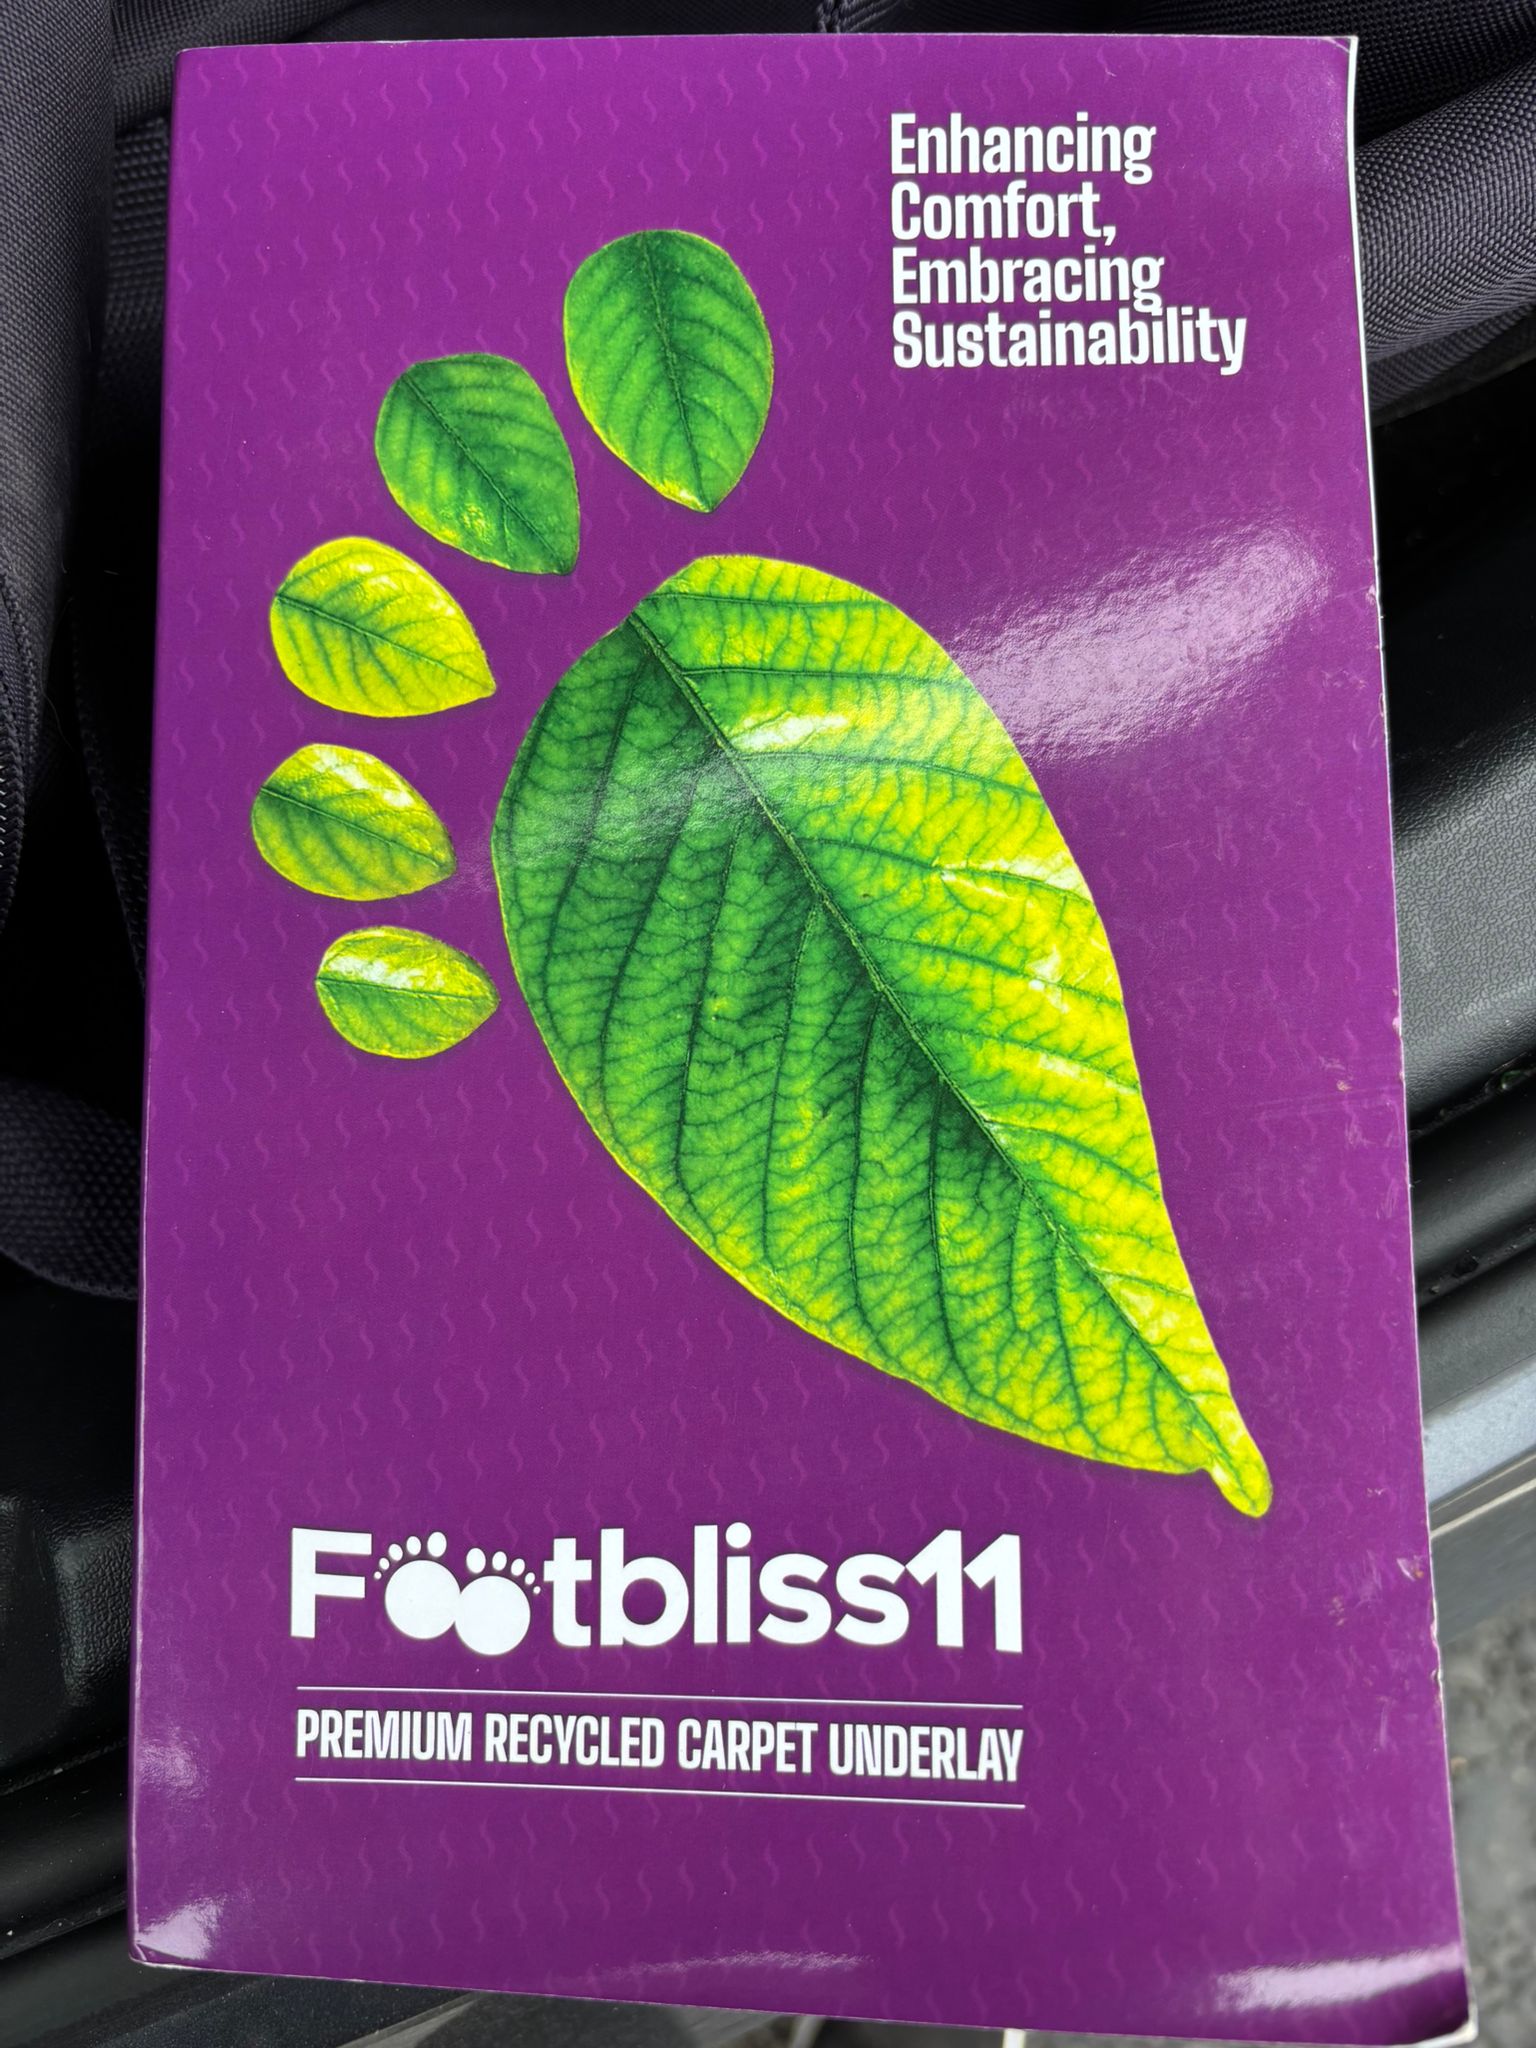 Enhancing
Comfort,
Embracing
Sustainability
Footbliss11
PREMIUM RECYCLED CARPET UNDERLAY